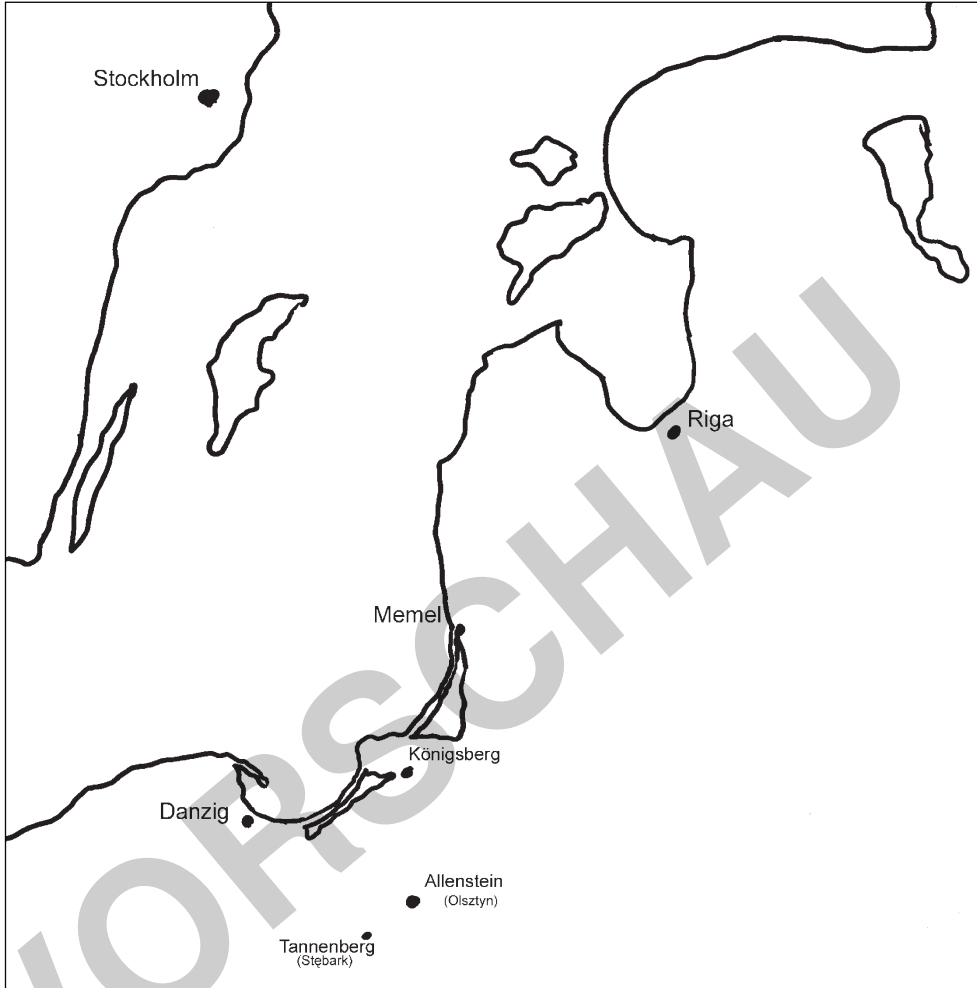 Stockholm
Riga
Memel
Königsberg
Danzig
Allenstein
(Olsztyn)
Tannenberg
(Stębark)
VORSCHAU